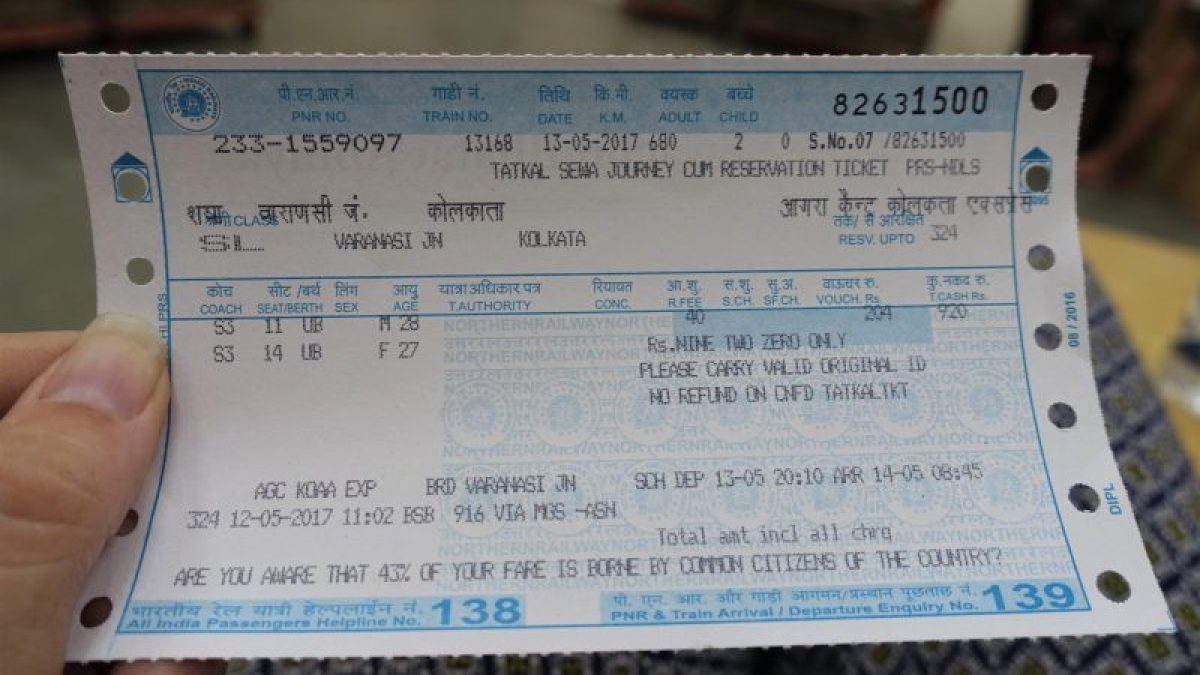 पी.एन.आर.नं. गाड़ी नं. तिथि कि.मी. वयस्क बच्चे 82631500
PNR NO. TRAIN NO. DATE K.M. ADULT CHILD
233-1559097 13168 13-05-2017 680 2 0 S.No.07 /82631500
TATKAL SEWA JOURNEY CUM RESERVATION TICKET PRS-NDLS
वाराणसी जं. कोलकाता आगरा कैन्ट कोलकता एक्सप्रेस
श्रेणी CLASS तक/ से आरक्षित
SL VARANASI JN KOLKATA RESV. UPTO 324
कोच सीट /बर्थ लिंग आयु यात्रा अधिकार पत्र रियायत आ.शु. स.शु. सु.अ. वाऊचर रु. कु.नकद रु.
COACH SEAT/BERTH SEX AGE T.AUTHORITY CONC. R.FEE S.CH. SF.CH. VOUCH. Rs. T.CASH Rs.
S3 11 UB M 28 40 204 920
S3 14 UB F 27 Rs.NINE TWO ZERO ONLY
PLEASE CARRY VALID ORIGINAL ID
NO REFUND ON CNFD TATKALTKT
AGC KOAA EXP BRD VARANASI JN SCH DEP 13-05 20:10 ARR 14-05 08:45
324 12-05-2017 11:02 BSB 916 VIA MGS -ASN
Total amt incl all chrg
ARE YOU AWARE THAT 43% OF YOUR FARE IS BORNE BY COMMON CITIZENS OF THE COUNTRY?
भारतीय रेल यात्री हेल्पलाईन नं. 138 पी. एन. आर. और गाड़ी आगमन/प्रस्थान पूछताछ नं. 139
All India Passengers Helpline No. PNR & Train Arrival / Departure Enquiry No.
08 / 2016
DIPL